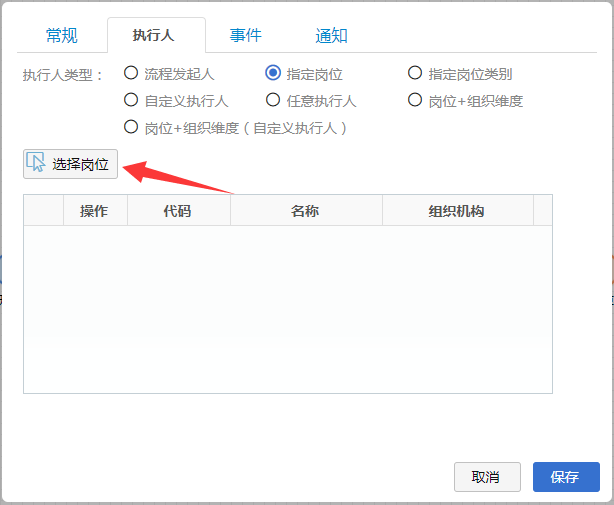 常规 执行人 事件 通知
执行人类型： 流程发起人 指定岗位 指定岗位类别
自定义执行人 任意执行人 岗位+组织维度
岗位+组织维度（自定义执行人）
选择岗位
操作 代码 名称 组织机构
取消 保存